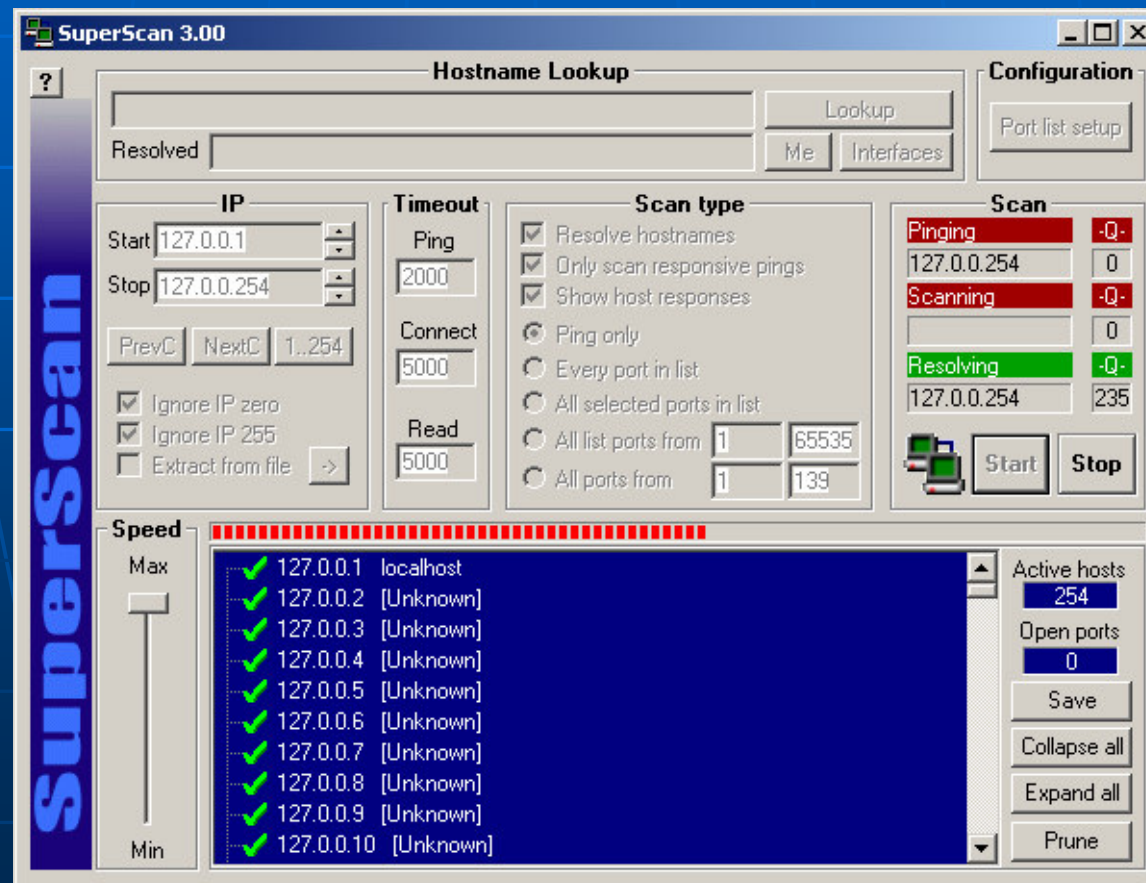 SuperScan 3.00
?
SuperScan
Hostname Lookup
Lookup
Resolved
Me
Interfaces
Configuration
Port list setup
IP
Start 127.0.0.1
Stop 127.0.0.254
PrevC
NextC
1..254
Ignore IP zero
Ignore IP 255
Extract from file
->
Timeout
Ping
2000
Connect
5000
Read
5000
Scan type
Resolve hostnames
Only scan responsive pings
Show host responses
Ping only
Every port in list
All selected ports in list
All list ports from 1 65535
All ports from 1 139
Scan
Pinging -Q-
127.0.0.254 0
Scanning -Q-
0
Resolving -Q-
127.0.0.254 235
Start
Stop
Speed
Max
Min
127.0.0.1 localhost
127.0.0.2 [Unknown]
127.0.0.3 [Unknown]
127.0.0.4 [Unknown]
127.0.0.5 [Unknown]
127.0.0.6 [Unknown]
127.0.0.7 [Unknown]
127.0.0.8 [Unknown]
127.0.0.9 [Unknown]
127.0.0.10 [Unknown]
Active hosts
254
Open ports
0
Save
Collapse all
Expand all
Prune